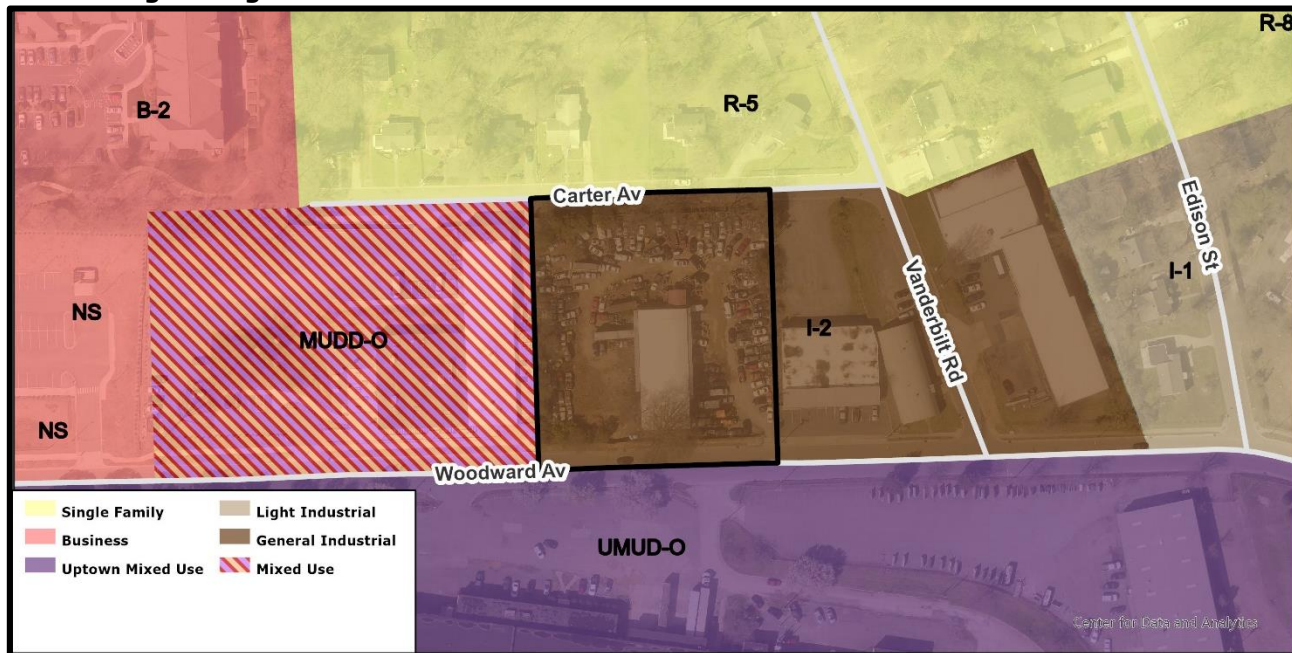 R-8
B-2
R-5
Carter Av
Edison St
I-1
NS
MUDD-O
I-2
Vanderbilt Rd
NS
Woodward Av
Single Family
Light Industrial
Business
General Industrial
Uptown Mixed Use
Mixed Use
UMUD-O
Center for Data and Analytics